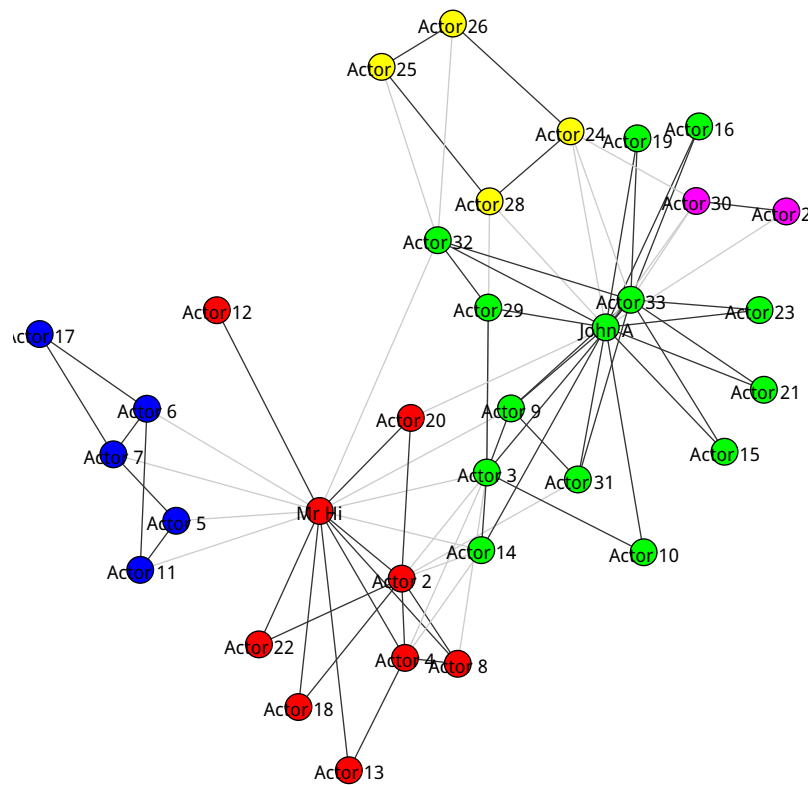 Actor 26
Actor 25
Actor 24
Actor 19
Actor 16
Actor 28
Actor 30
Actor 2
Actor 32
Actor 12
Actor 29
Actor 33
Actor 23
John A
Actor 17
Actor 21
Actor 6
Actor 20
Actor 9
Actor 7
Actor 15
Actor 3
Actor 31
Mr Hi
Actor 5
Actor 14
Actor 10
Actor 11
Actor 2
Actor 22
Actor 4
Actor 8
Actor 18
Actor 13